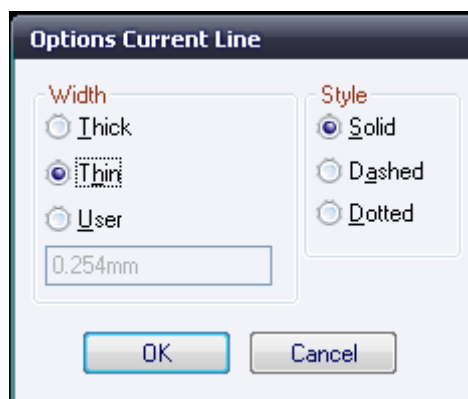 Options Current Line
Width
Thick
Thin
User
0.254mm
Style
Solid
Dashed
Dotted
OK
Cancel